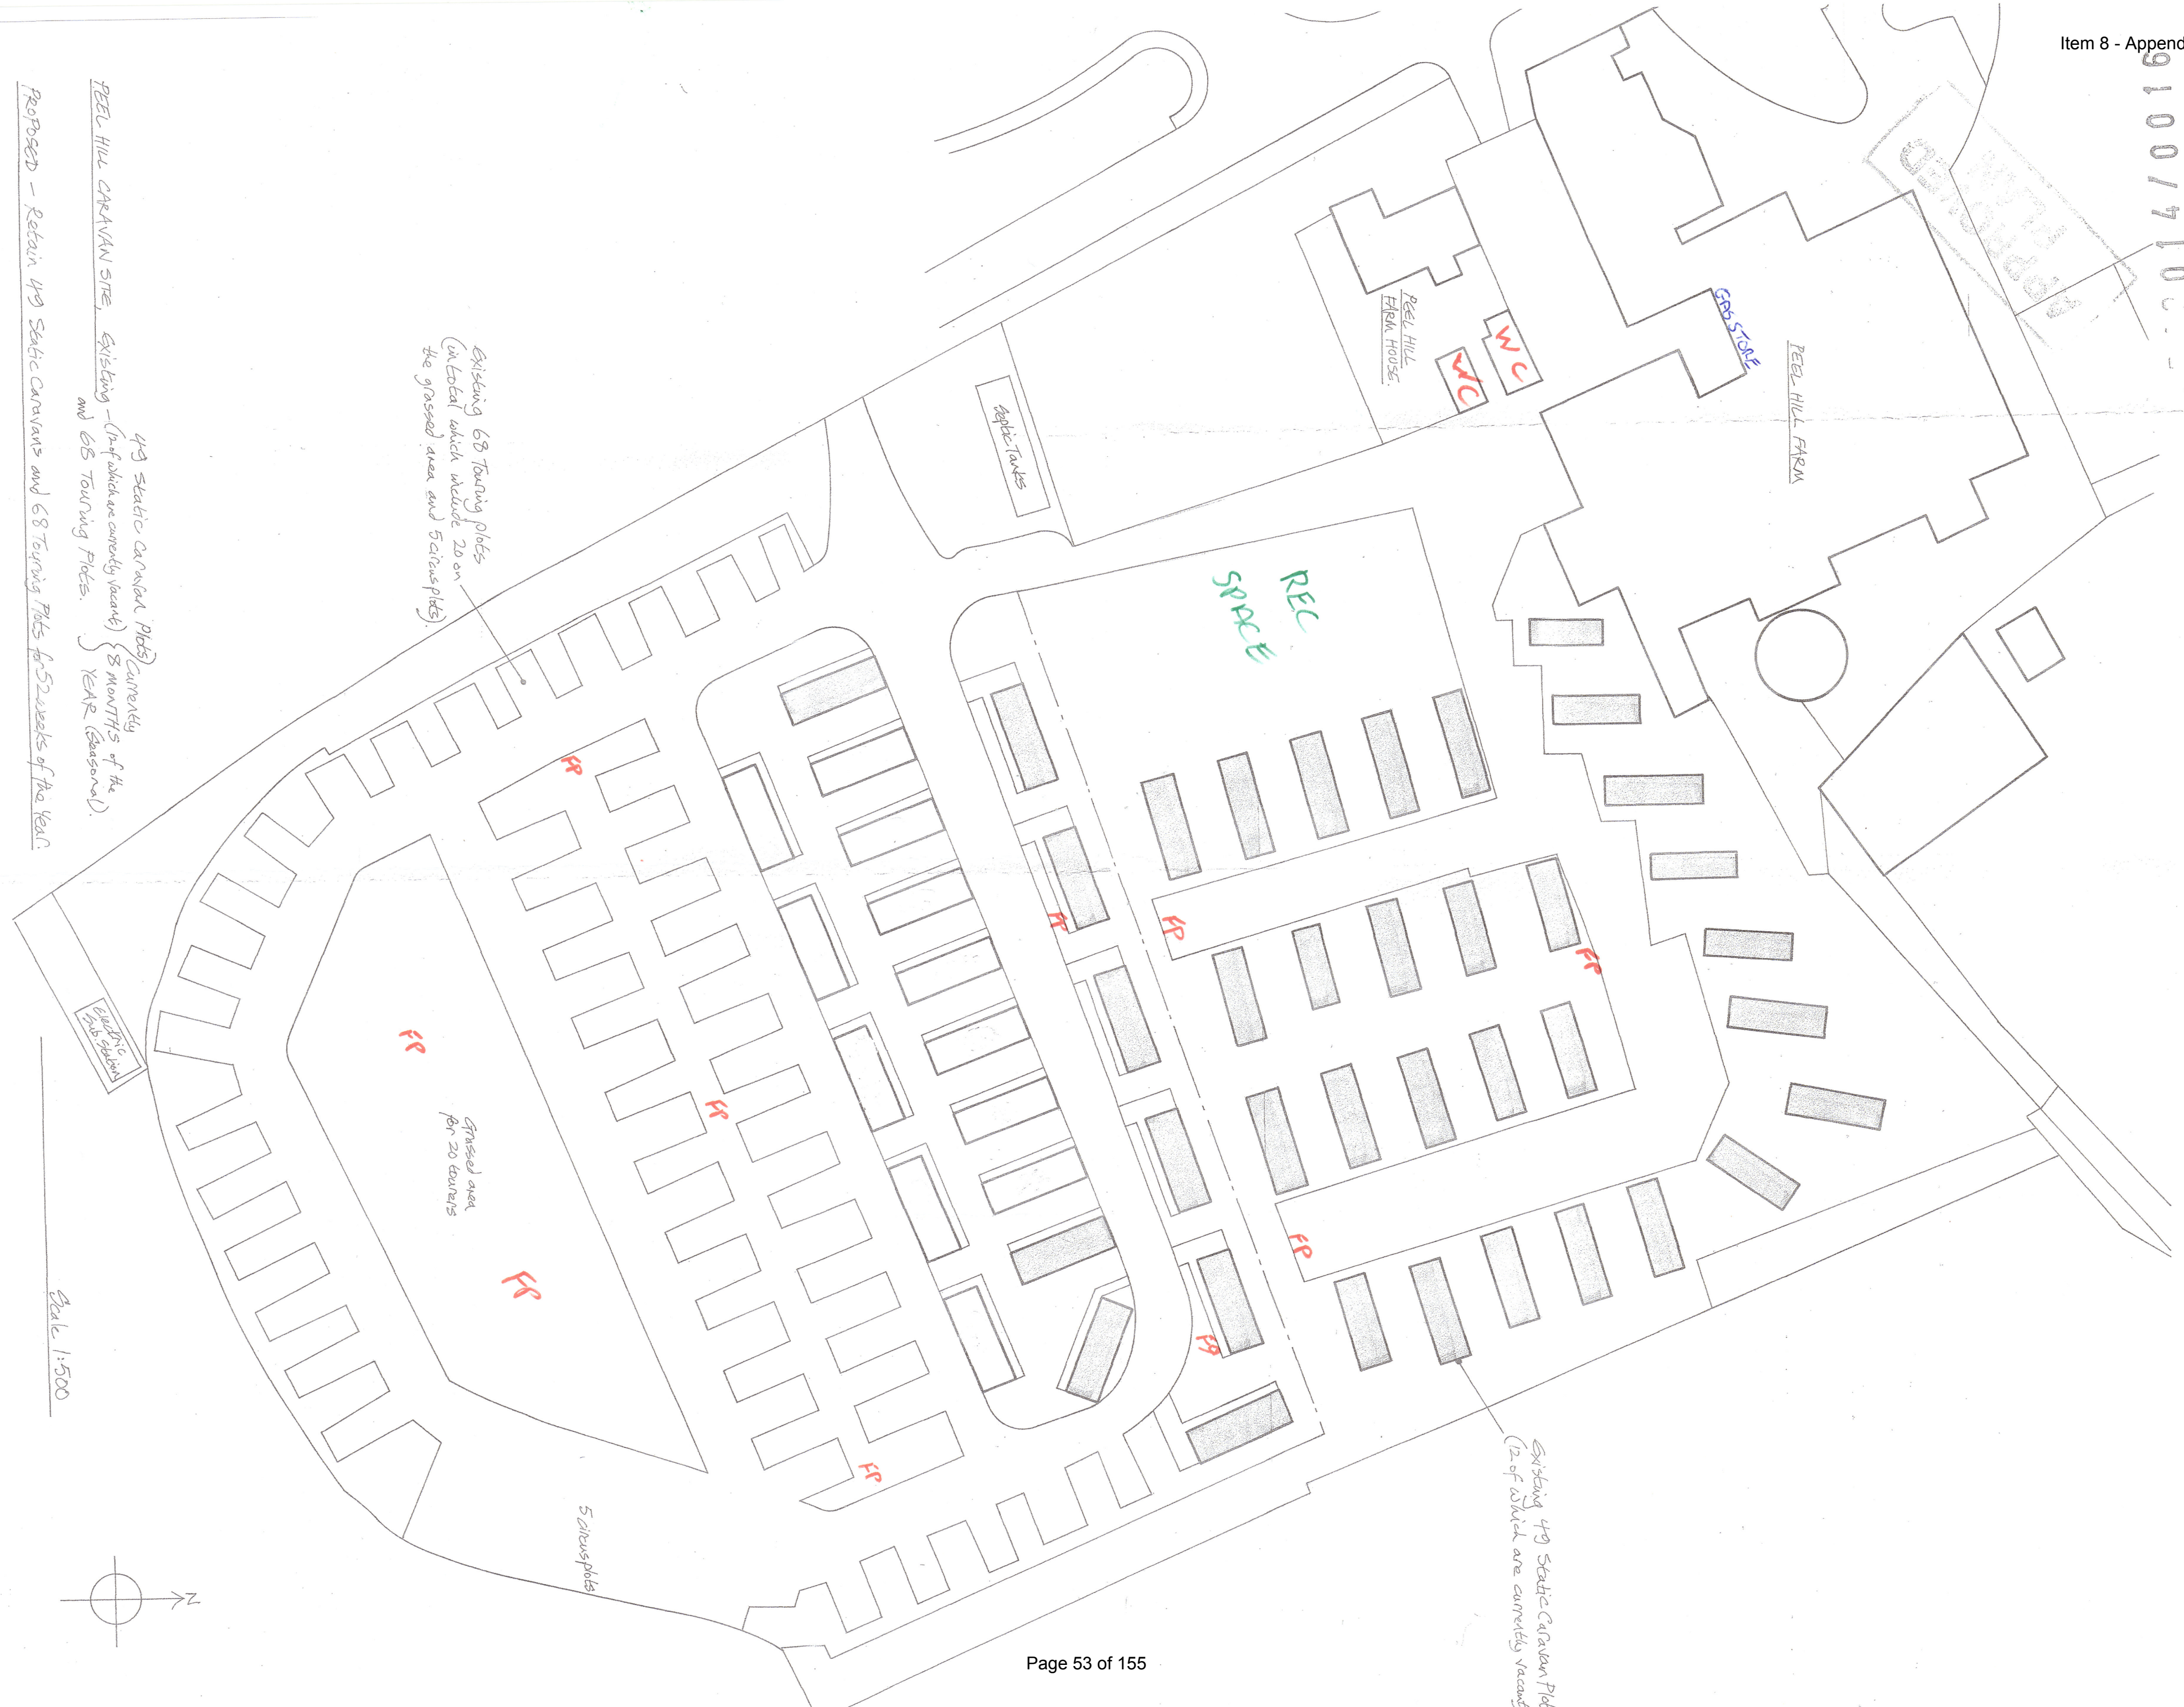 Item 8 - Append
APPROVED
PEEL HILL FARM
GAS STORE
PEEL HILL
FARM HOUSE.
WC
WC
Septic Tanks
REC
SPACE
Existing 68 Touring plots
(in total which include 20 on
the grassed area and 5 circus plots).
FP
FP
FP
FP
FP
FP
FP
FP
FP
FP
Grassed area
for 20 tourers
5 circus plots
Electric
Sub. Station
Existing 49 Static Caravan Plot
(12 of which are currently vacant
49 Static Caravan Plots) Currently
PEEL HILL CARAVAN SITE, Existing - (12 of which are currently vacant) 8 MONTHS of the
and 68 Touring Plots. YEAR (Seasonal).
PROPOSED - Retain 49 Static Caravans and 68 Touring Plots for 52 weeks of the Year.
Scale 1:500
N
Page 53 of 155